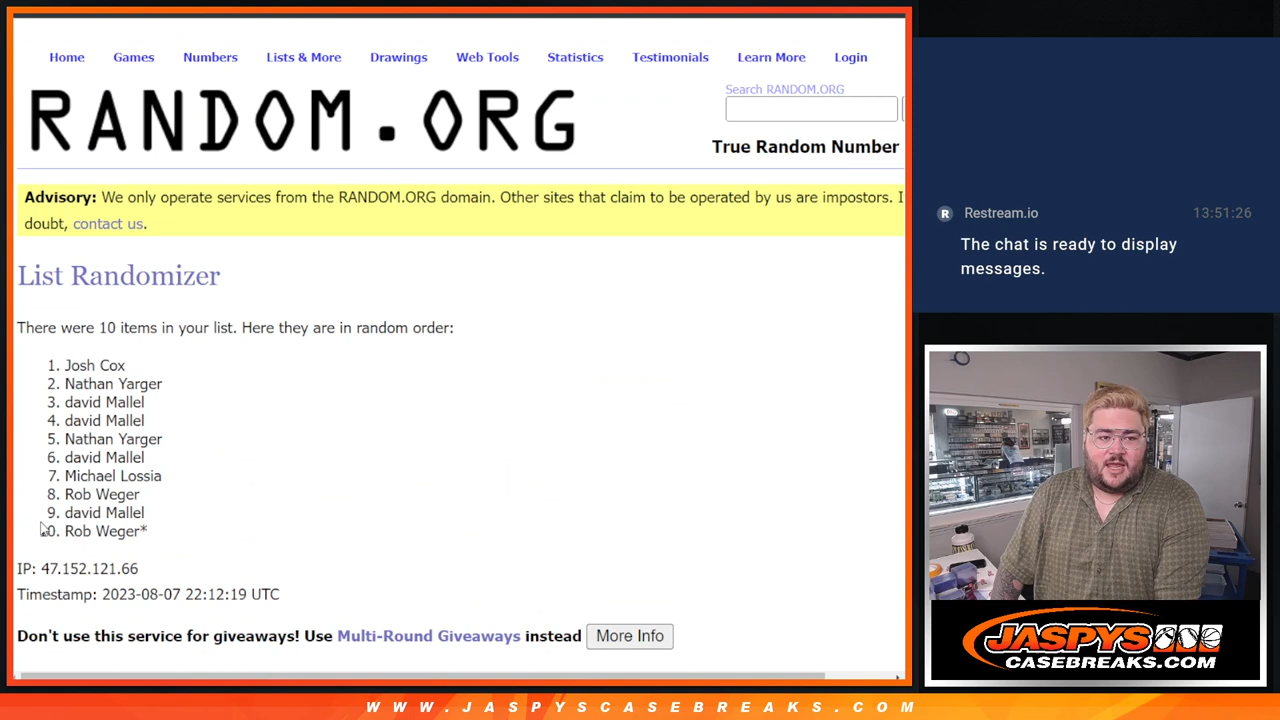 Home Games Numbers Lists & More Drawings Web Tools Statistics Testimonials Learn More Login
RANDOM.ORG
Search RANDOM.ORG
True Random Number
Advisory: We only operate services from the RANDOM.ORG domain. Other sites that claim to be operated by us are impostors. I
doubt, contact us.
List Randomizer
There were 10 items in your list. Here they are in random order:
1. Josh Cox
2. Nathan Yarger
3. david Mallel
4. david Mallel
5. Nathan Yarger
6. david Mallel
7. Michael Lossia
8. Rob Weger
9. david Mallel
0. Rob Weger*
IP: 47.152.121.66
Timestamp: 2023-08-07 22:12:19 UTC
Don't use this service for giveaways! Use Multi-Round Giveaways instead More Info
R Restream.io 13:51:26
The chat is ready to display
messages.
JASPYS
CASEBREAKS.COM
WWW.JASPYSCASEBREAKS.COM